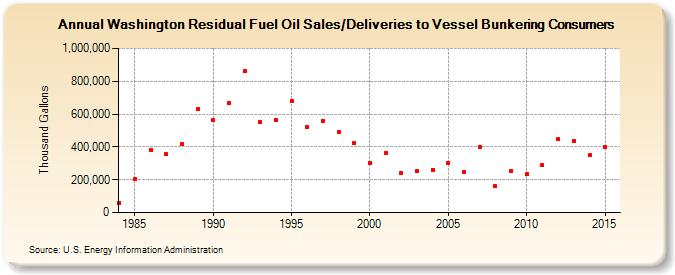 Annual Washington Residual Fuel Oil Sales/Deliveries to Vessel Bunkering Consumers
Thousand Gallons
1,000,000
800,000
600,000
400,000
200,000
0
1985 1990 1995 2000 2005 2010 2015
Source: U.S. Energy Information Administration